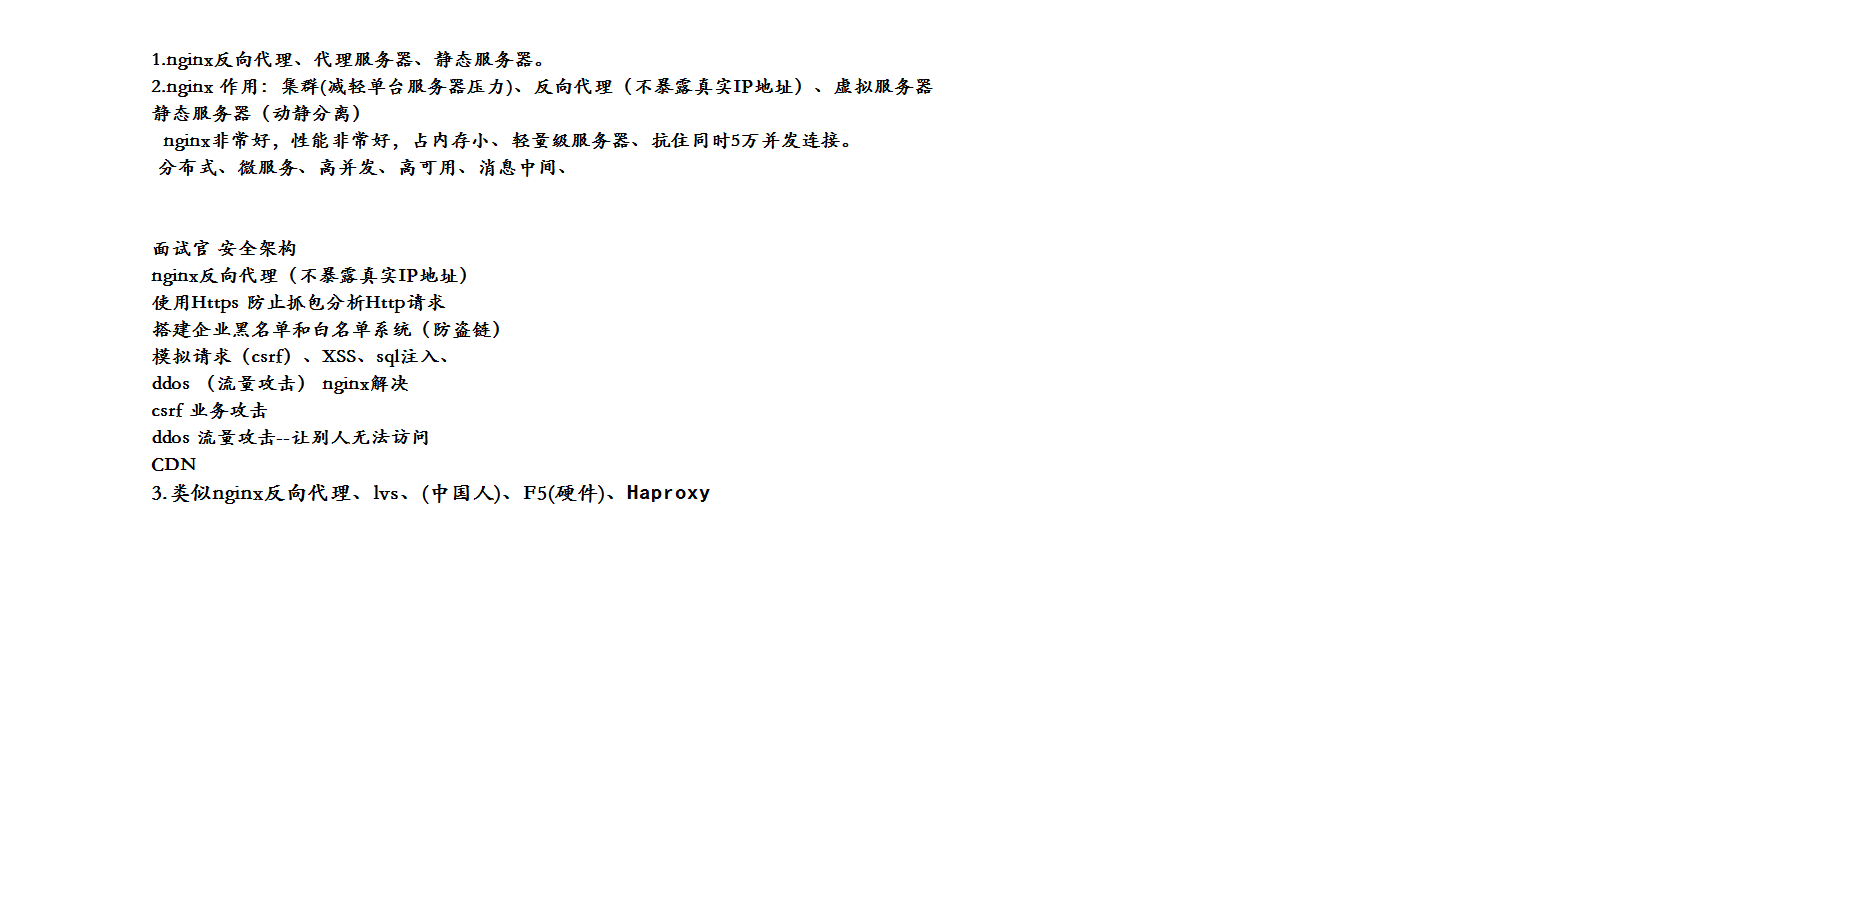 1.nginx反向代理、代理服务器、静态服务器。
2.nginx 作用：集群(减轻单台服务器压力)、反向代理（不暴露真实IP地址）、虚拟服务器
静态服务器（动静分离）
nginx非常好，性能非常好，占内存小、轻量级服务器、抗住同时5万并发连接。
分布式、微服务、高并发、高可用、消息中间、
面试官 安全架构
nginx反向代理（不暴露真实IP地址）
使用Https 防止抓包分析Http请求
搭建企业黑名单和白名单系统（防盗链）
模拟请求（csrf）、XSS、sql注入、
ddos （流量攻击） nginx解决
csrf 业务攻击
ddos 流量攻击--让别人无法访问
CDN
3.类似nginx反向代理、lvs、(中国人)、F5(硬件)、Haproxy